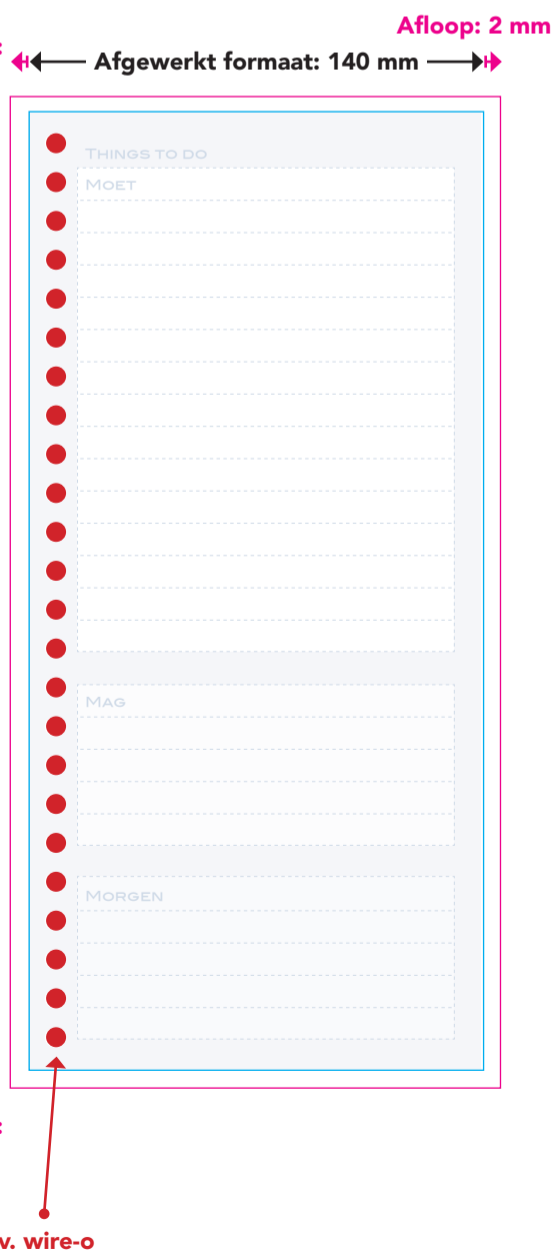 Afloop: 2 mm
Afgewerkt formaat: 140 mm
THINGS TO DO
MOET
MAG
MORGEN
v. wire-o